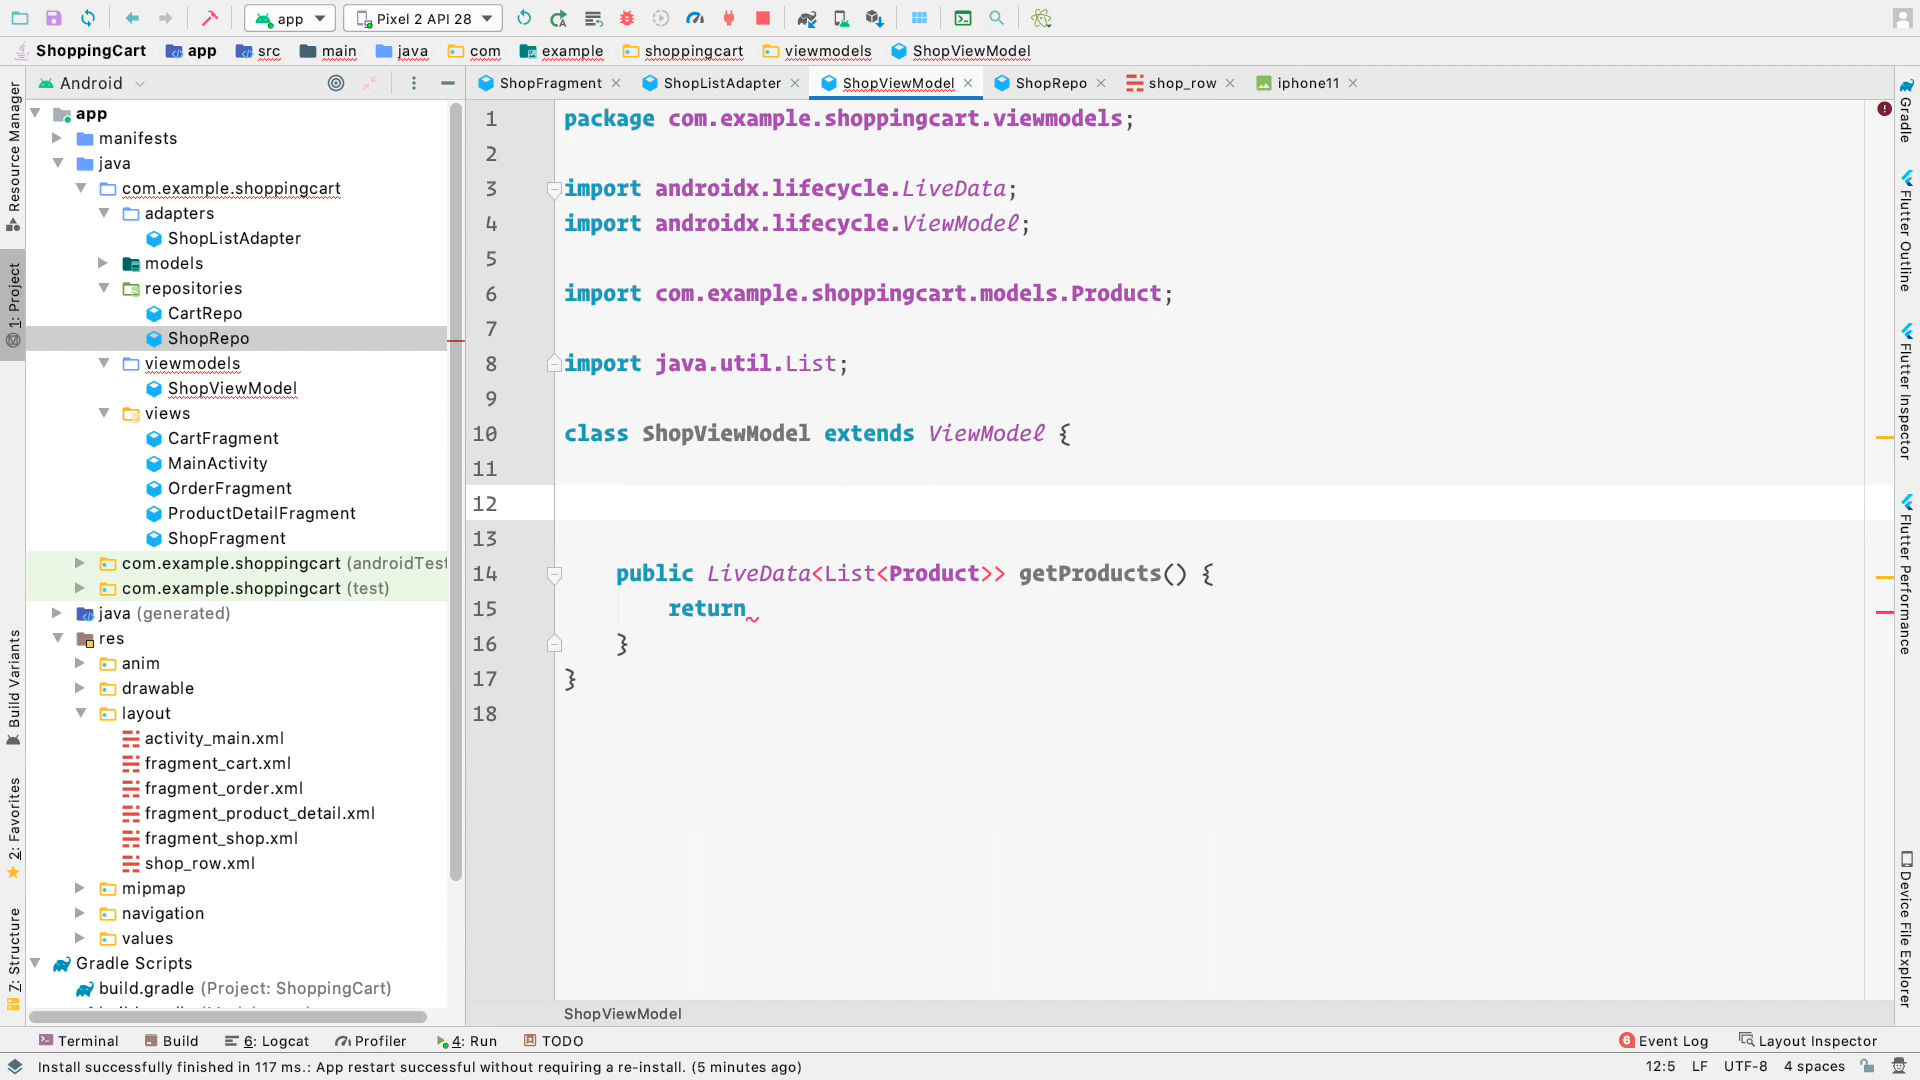 app
Pixel 2 API 28
ShoppingCart app src main java com example shoppingcart viewmodels ShopViewModel
Android
ShopFragment ShopListAdapter ShopViewModel ShopRepo shop_row iphone11
Resource Manager
1: Project
Build Variants
2: Favorites
7: Structure
app
manifests
java
com.example.shoppingcart
adapters
ShopListAdapter
models
repositories
CartRepo
ShopRepo
viewmodels
ShopViewModel
views
CartFragment
MainActivity
OrderFragment
ProductDetailFragment
ShopFragment
com.example.shoppingcart (androidTest
com.example.shoppingcart (test)
java (generated)
res
anim
drawable
layout
activity_main.xml
fragment_cart.xml
fragment_order.xml
fragment_product_detail.xml
fragment_shop.xml
shop_row.xml
mipmap
navigation
values
Gradle Scripts
build.gradle (Project: ShoppingCart)
1 package com.example.shoppingcart.viewmodels;
2
3 import androidx.lifecycle.LiveData;
4 import androidx.lifecycle.ViewModel;
5
6 import com.example.shoppingcart.models.Product;
7
8 import java.util.List;
9
10 class ShopViewModel extends ViewModel {
11
12
13
14 public LiveData<List<Product>> getProducts() {
15 return
16 }
17 }
18
ShopViewModel
Gradle
Flutter Outline
Flutter Inspector
Flutter Performance
Device File Explorer
Terminal Build 6: Logcat Profiler 4: Run TODO
6 Event Log Layout Inspector
Install successfully finished in 117 ms.: App restart successful without requiring a re-install. (5 minutes ago)
12:5 LF UTF-8 4 spaces